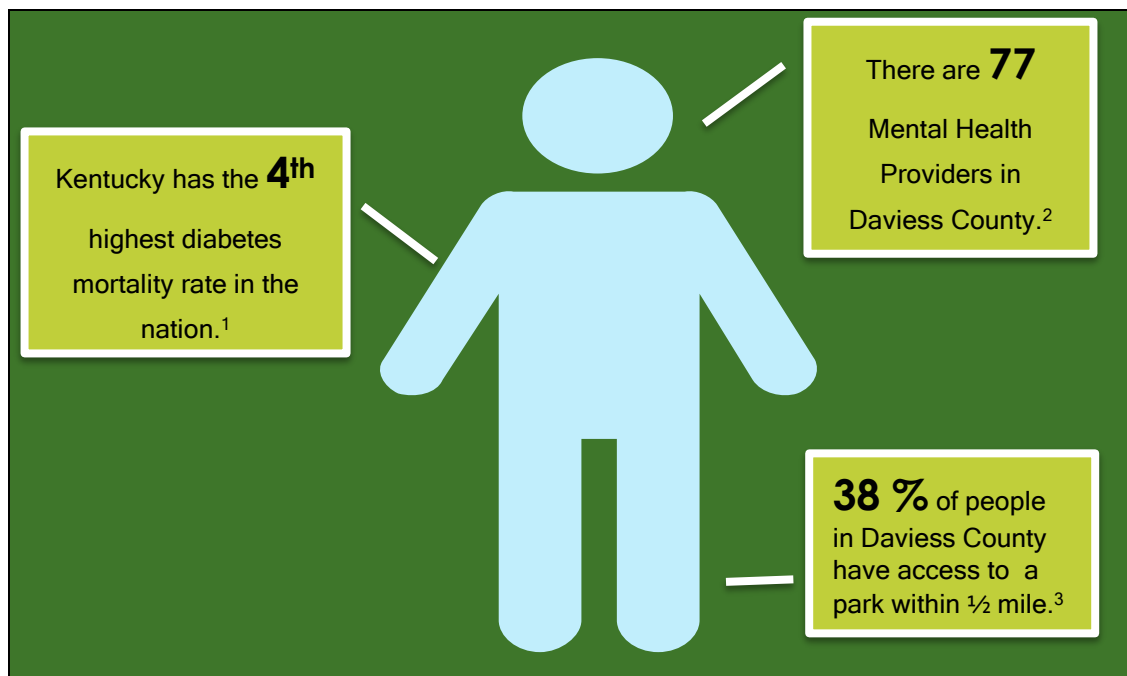 There are 77
Mental Health
Providers in
Daviess County.²
Kentucky has the 4th
highest diabetes
mortality rate in the
nation.¹
38 % of people
in Daviess County
have access to a
park within ½ mile.³